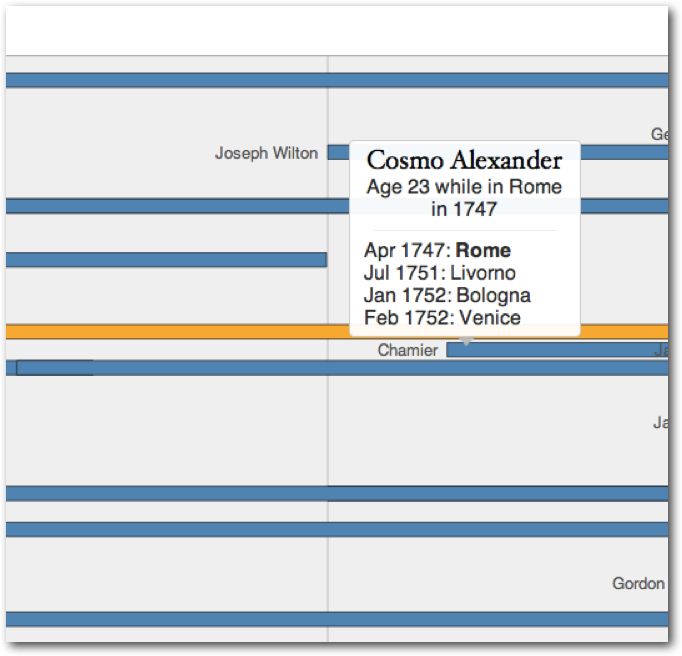 Ge
Joseph Wilton
Cosmo Alexander
Age 23 while in Rome
in 1747
Apr 1747: Rome
Jul 1751: Livorno
Jan 1752: Bologna
Feb 1752: Venice
Chamier
Ja
Ja
Gordon